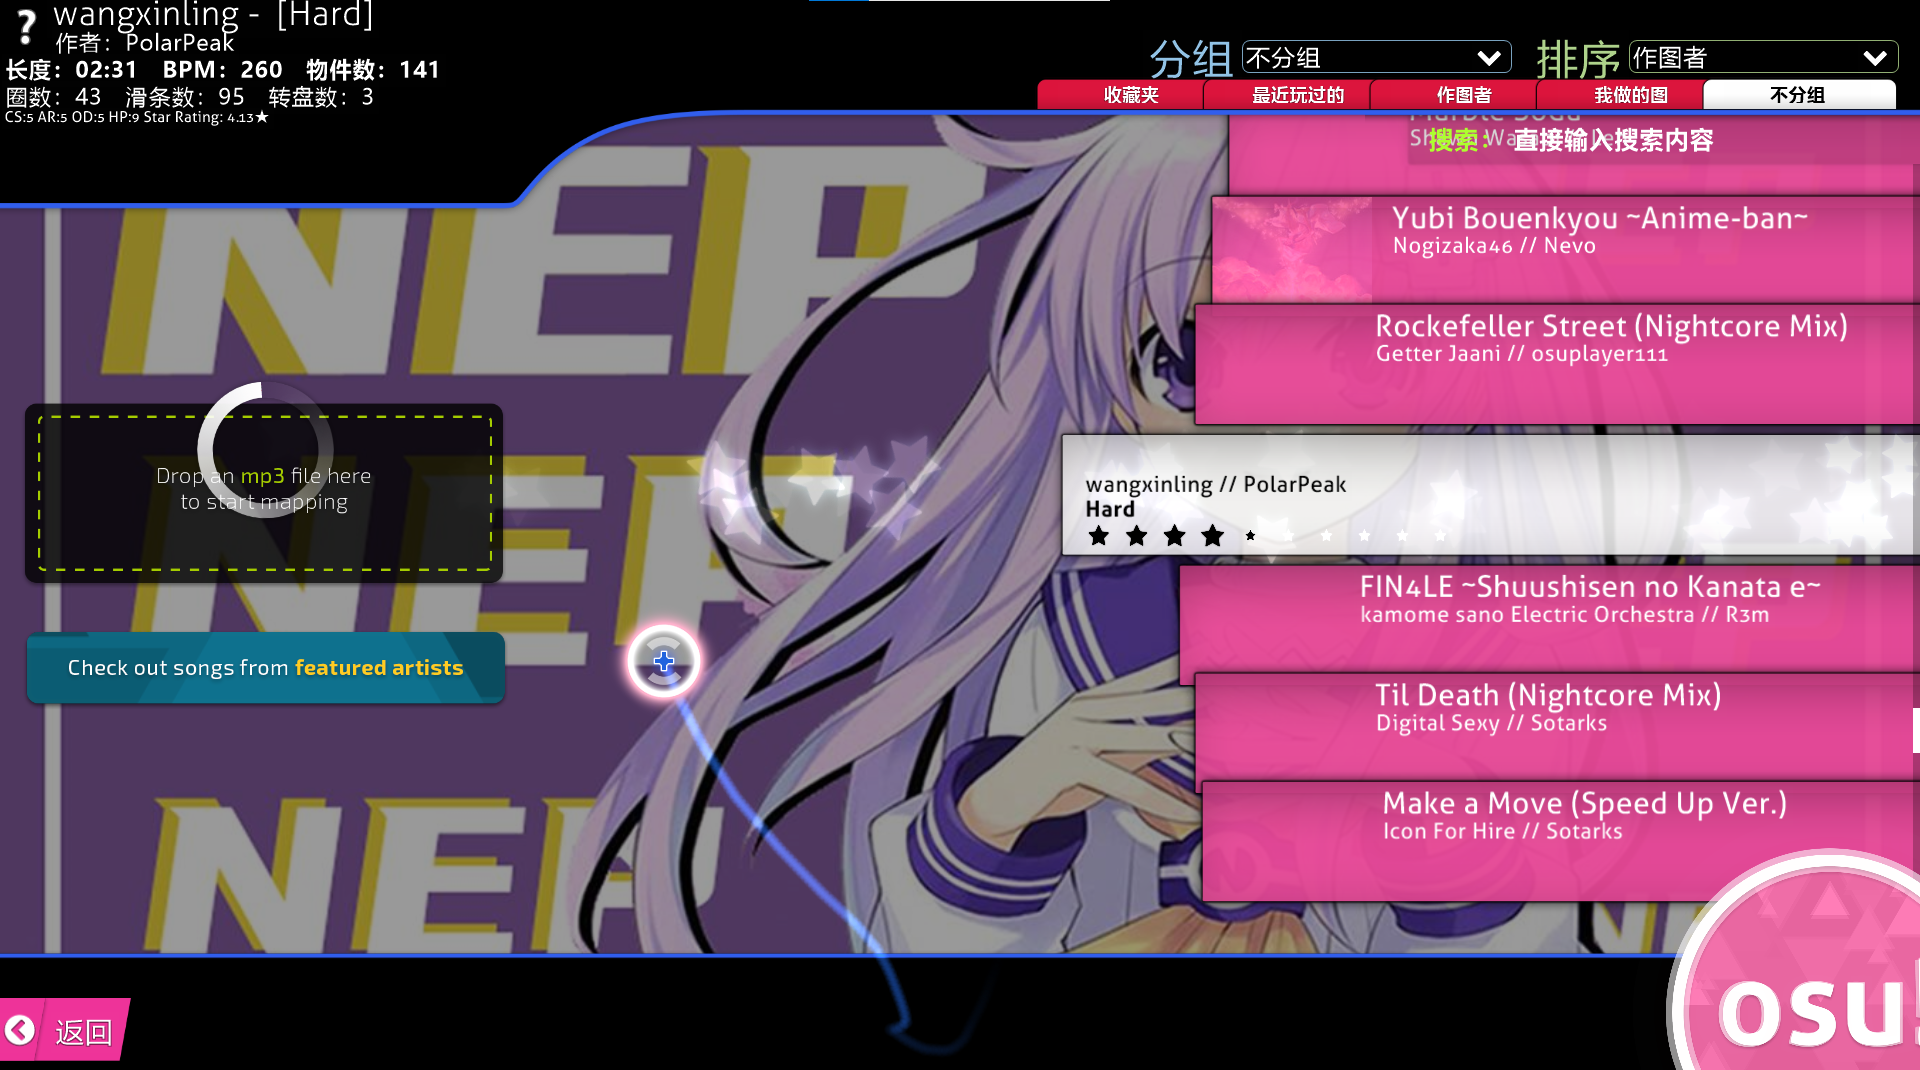 wangxinling - [Hard]
作者： PolarPeak
长度： 02:31 BPM： 260 物件数： 141
圈数： 43 滑条数： 95 转盘数： 3
CS:5 AR:5 OD:5 HP:9 Star Rating: 4.13★
分组 不分组 排序 作图者
收藏夹 最近玩过的 作图者 我做的图 不分组
搜索： 直接输入搜索内容
Yubi Bouenkyou ~Anime-ban~
Nogizaka46 // Nevo
Rockefeller Street (Nightcore Mix)
Getter Jaani // osuplayer111
wangxinling // PolarPeak
Hard
FIN4LE ~Shuushisen no Kanata e~
kamome sano Electric Orchestra // R3m
Til Death (Nightcore Mix)
Digital Sexy // Sotarks
Make a Move (Speed Up Ver.)
Icon For Hire // Sotarks
NEP
Drop an mp3 file here
to start mapping
NEP
Check out songs from featured artists
NEP
返回
osu!